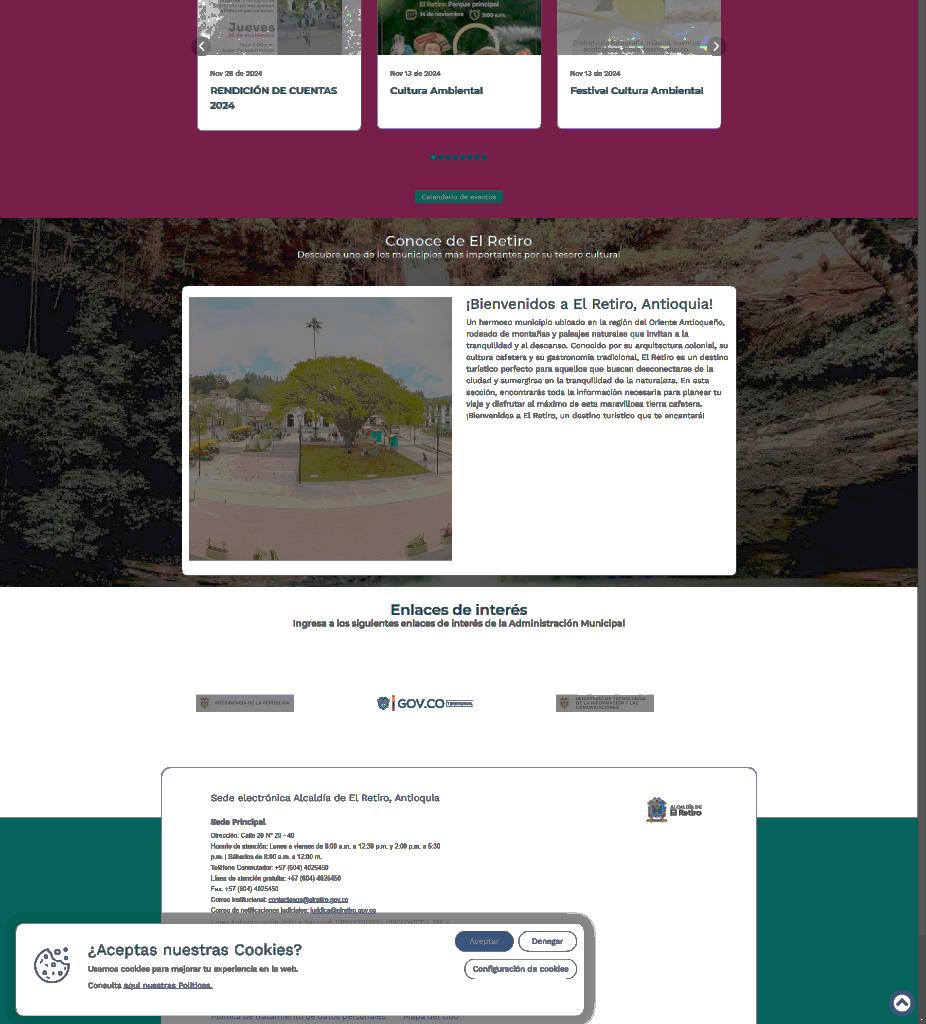 Jueves
El Retiro: Parque principal
14 de noviembre 9:00 a.m.
Nov 28 de 2024
RENDICIÓN DE CUENTAS
2024
Nov 13 de 2024
Cultura Ambiental
Nov 13 de 2024
Festival Cultura Ambiental
Calendario de eventos
Conoce de El Retiro
Descubre uno de los municipios más importantes por su tesoro cultural
¡Bienvenidos a El Retiro, Antioquia!
Un hermoso municipio ubicado en la región del Oriente Antioqueño,
rodeado de montañas y paisajes naturales que invitan a la
tranquilidad y al descanso. Conocido por su arquitectura colonial, su
cultura cafetera y su gastronomía tradicional, El Retiro es un destino
turístico perfecto para aquellos que buscan desconectarse de la
ciudad y sumergirse en la tranquilidad de la naturaleza. En esta
sección, encontrarás toda la información necesaria para planear tu
viaje y disfrutar al máximo de esta maravillosa tierra cafetera.
¡Bienvenidos a El Retiro, un destino turístico que te encantará!
Enlaces de interés
Ingresa a los siguientes enlaces de interés de la Administración Municipal
PRESIDENCIA DE LA REPÚBLICA
GOV.CO
MINISTERIO DE TECNOLOGÍAS
DE LA INFORMACIÓN Y LAS
COMUNICACIONES
Sede electrónica Alcaldía de El Retiro, Antioquia
ALCALDÍA DE
El Retiro
Sede Principal
Dirección: Calle 20 N° 20 - 40
Horario de atención: Lunes a viernes de 8:00 a.m. a 12:30 p.m. y 2:00 p.m. a 5:30
p.m. | Sábados de 8:00 a.m. a 12:00 m.
Teléfono Conmutador: +57 (604) 4025450
Línea de atención gratuita: +57 (604) 4025450
Fax: +57 (604) 4025450
Correo institucional: contactenos@elretiro.gov.co
Correo de notificaciones judiciales: juridica@elretiro.gov.co
¿Aceptas nuestras Cookies?
Usamos cookies para mejorar tu experiencia en la web.
Consulta aquí nuestras Políticas.
Aceptar
Denegar
Configuración de cookies
Política de tratamiento de datos personales Mapa del sitio